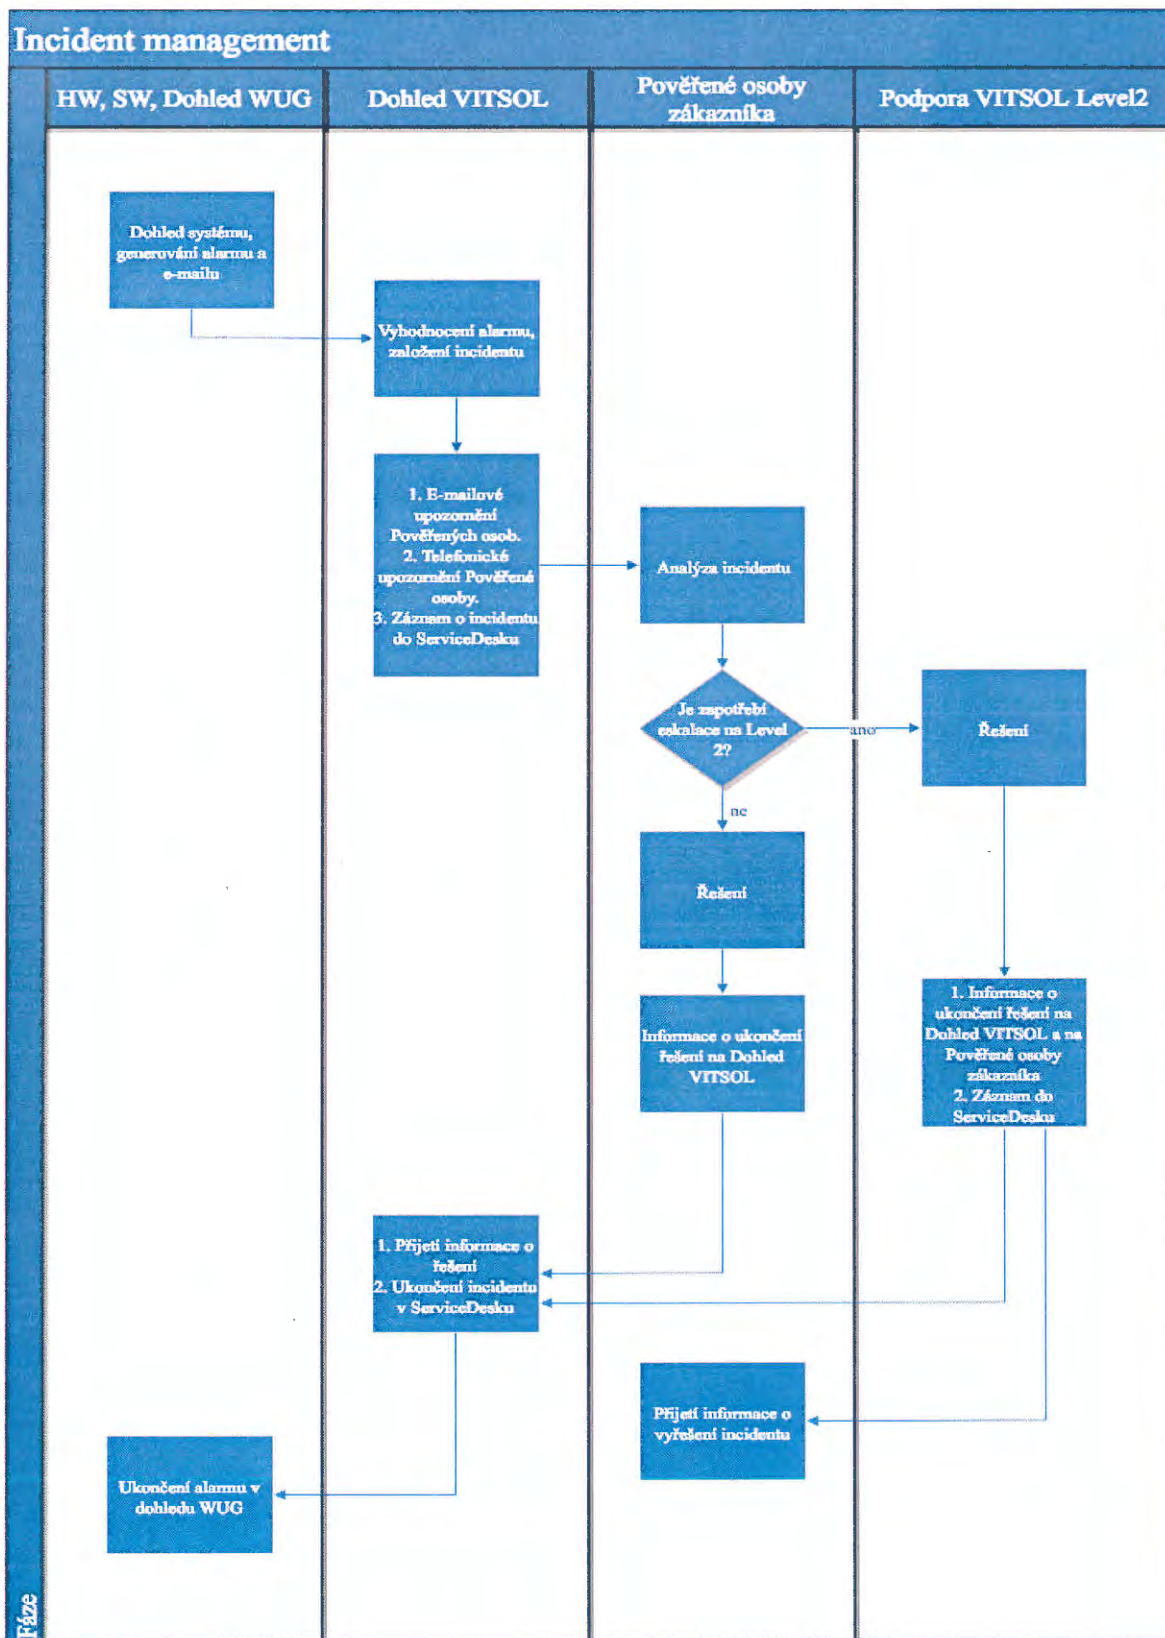 Incident management
HW, SW, Dohled WUG
Dohled VITSOL
Pověřené osoby
zákazníka
Podpora VITSOL Level2
Dohled systému,
generování alarmu a
e-mailu
Vyhodnocení alarmu,
založení incidentu
1. E-mailové
upozornění
Pověřených osob.
2. Telefonické
upozornění Pověřené
osoby.
3. Záznam o incidentu
do ServiceDesku
Analýza incidentu
Je zapotřebí
eskalace na Level
2?
ano
Řešení
ne
Řešení
Informace o ukončení
řešení na Dohled
VITSOL
1. Informace o
ukončení řešení na
Dohled VITSOL a na
Pověřené osoby
zákazníka
2. Záznam do
ServiceDesku
1. Přijetí informace o
řešení
2. Ukončení incidentu
v ServiceDesku
Přijetí informace o
vyřešení incidentu
Ukončení alarmu v
dohledu WUG
Fáze